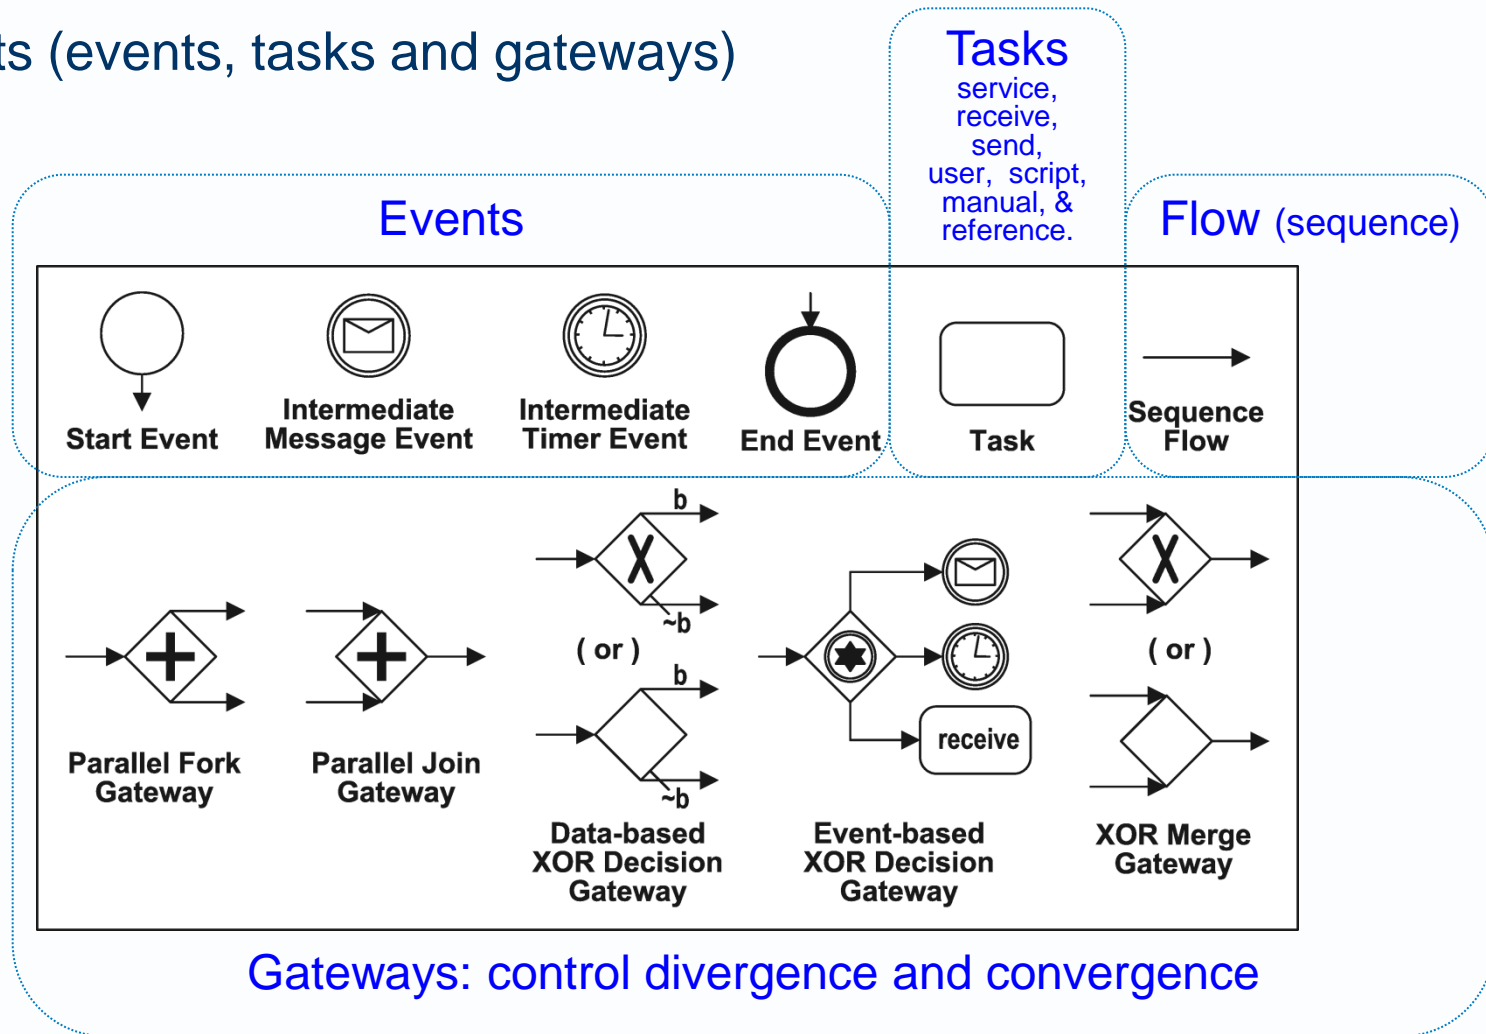 ts (events, tasks and gateways)
Tasks
service,
receive,
send,
user, script,
manual, &
reference.
Events
Flow (sequence)
Start Event
Intermediate
Message Event
Intermediate
Timer Event
End Event
Task
Sequence
Flow
b
~b
( or )
b
~b
receive
( or )
Parallel Fork
Gateway
Parallel Join
Gateway
Data-based
XOR Decision
Gateway
Event-based
XOR Decision
Gateway
XOR Merge
Gateway
Gateways: control divergence and convergence